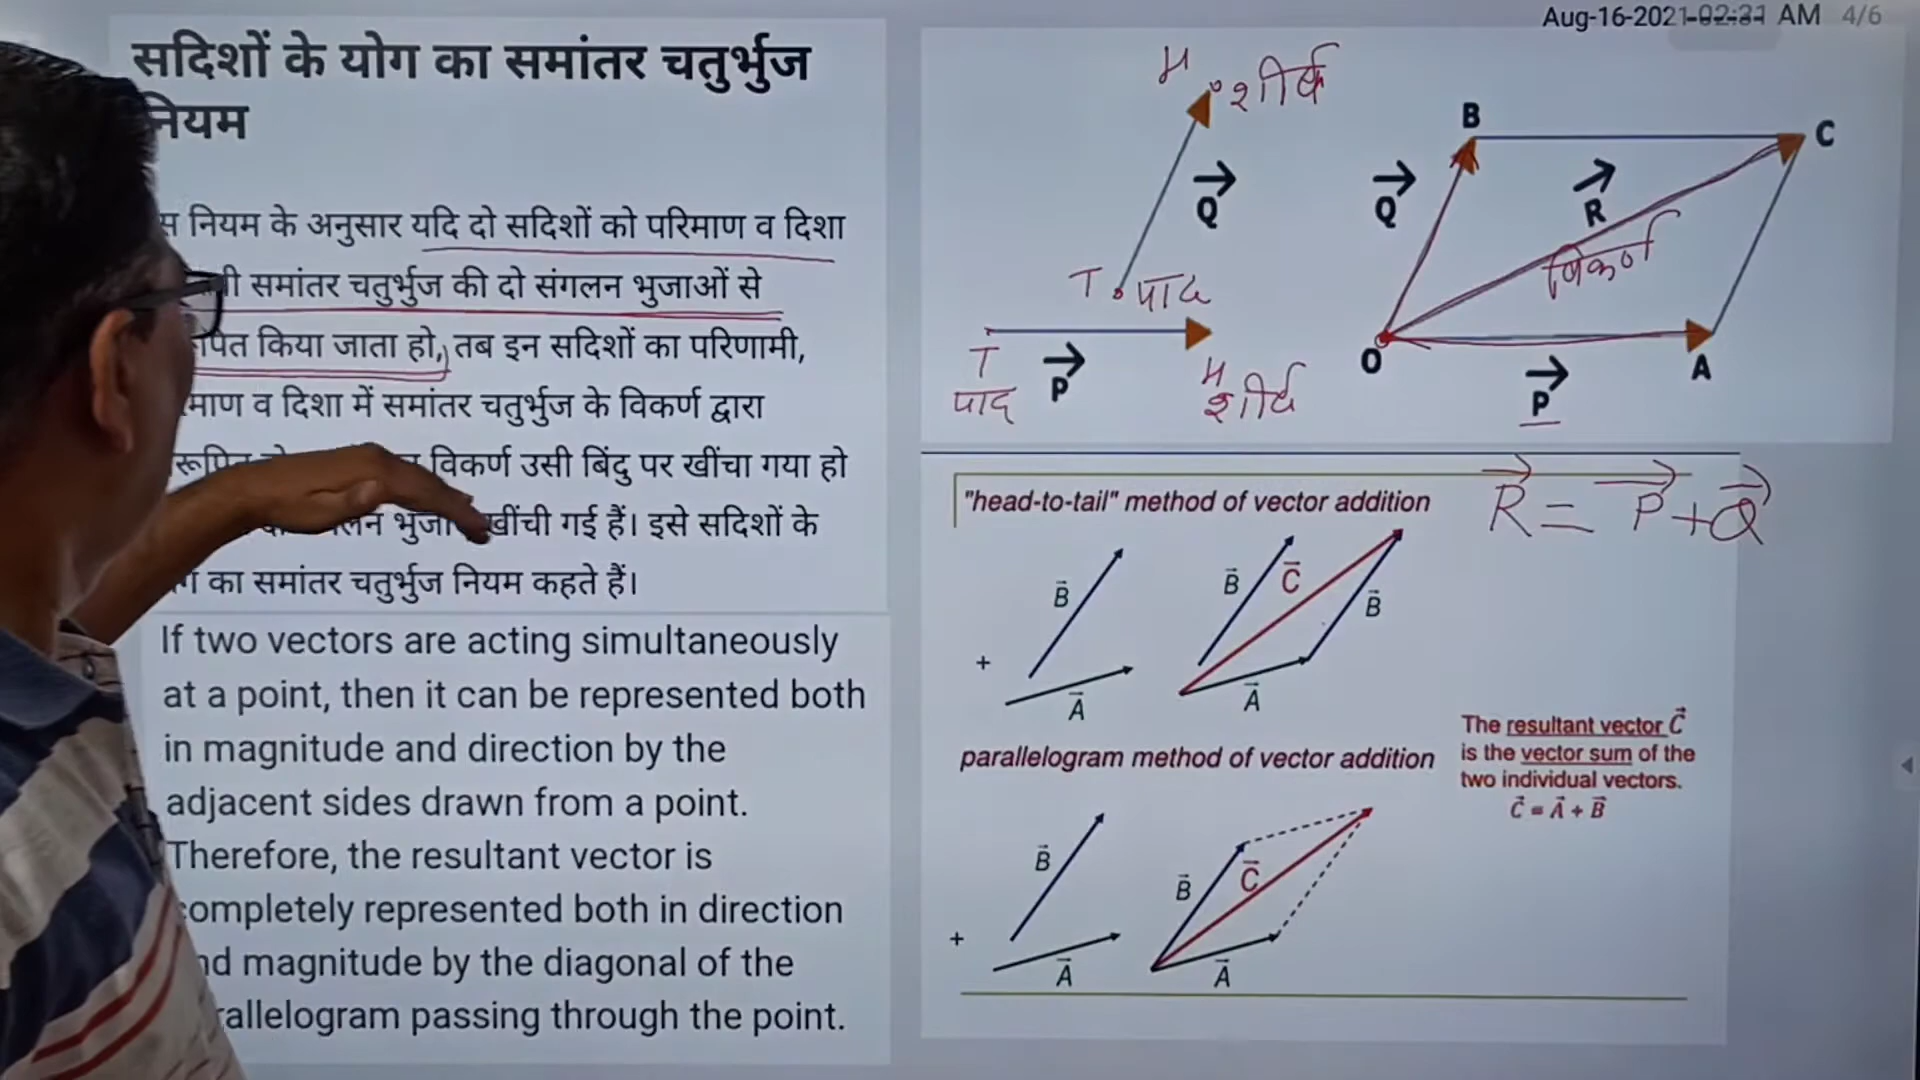 Aug-16-2021-02:31 AM 4/6
सदिशों के योग का समांतर चतुर्भुज
नियम
नियम के अनुसार यदि दो सदिशों को परिमाण व दिशा
समांतर चतुर्भुज की दो संगलन भुजाओं से
किया जाता हो, तब इन सदिशों का परिणामी,
व दिशा में समांतर चतुर्भुज के विकर्ण द्वारा
विकर्ण उसी बिंदु पर खींचा गया हो
खींची गई हैं। इसे सदिशों के
का समांतर चतुर्भुज नियम कहते हैं।
If two vectors are acting simultaneously
at a point, then it can be represented both
in magnitude and direction by the
adjacent sides drawn from a point.
Therefore, the resultant vector is
completely represented both in direction
and magnitude by the diagonal of the
parallelogram passing through the point.
H शीर्ष
Q
T पाद
T
पाद
P
H
शीर्ष
B
C
Q
R
विकर्ण
O
A
P
R = P + Q
"head-to-tail" method of vector addition
B
B
C
B
+
A
A
parallelogram method of vector addition
The resultant vector C
is the vector sum of the
two individual vectors.
C = A + B
B
B
C
+
A
A